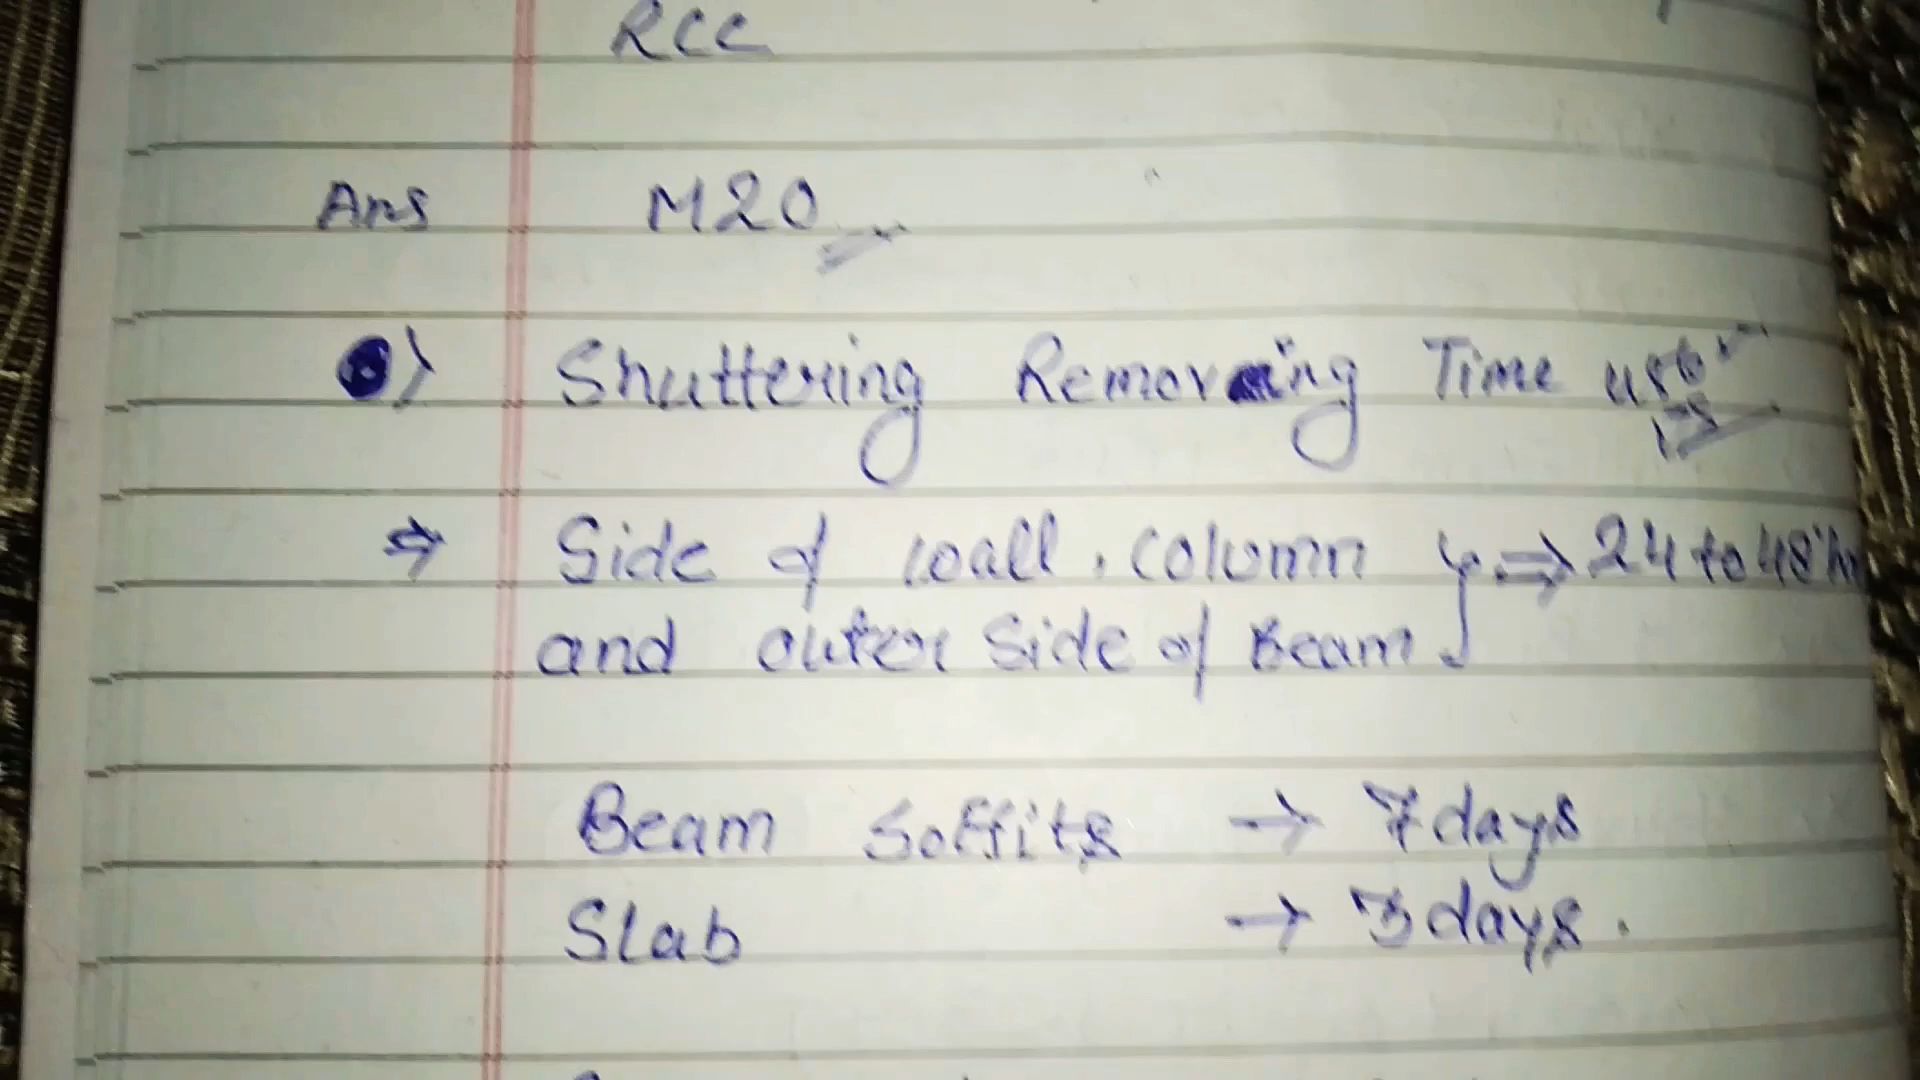 RCC
Ans M20
Shuttering Removing Time
⇒ Side of wall, column } ⇒ 24 to 48 hr
and outer side of Beam
Beam Soffits → 7 days
Slab → 3 days.